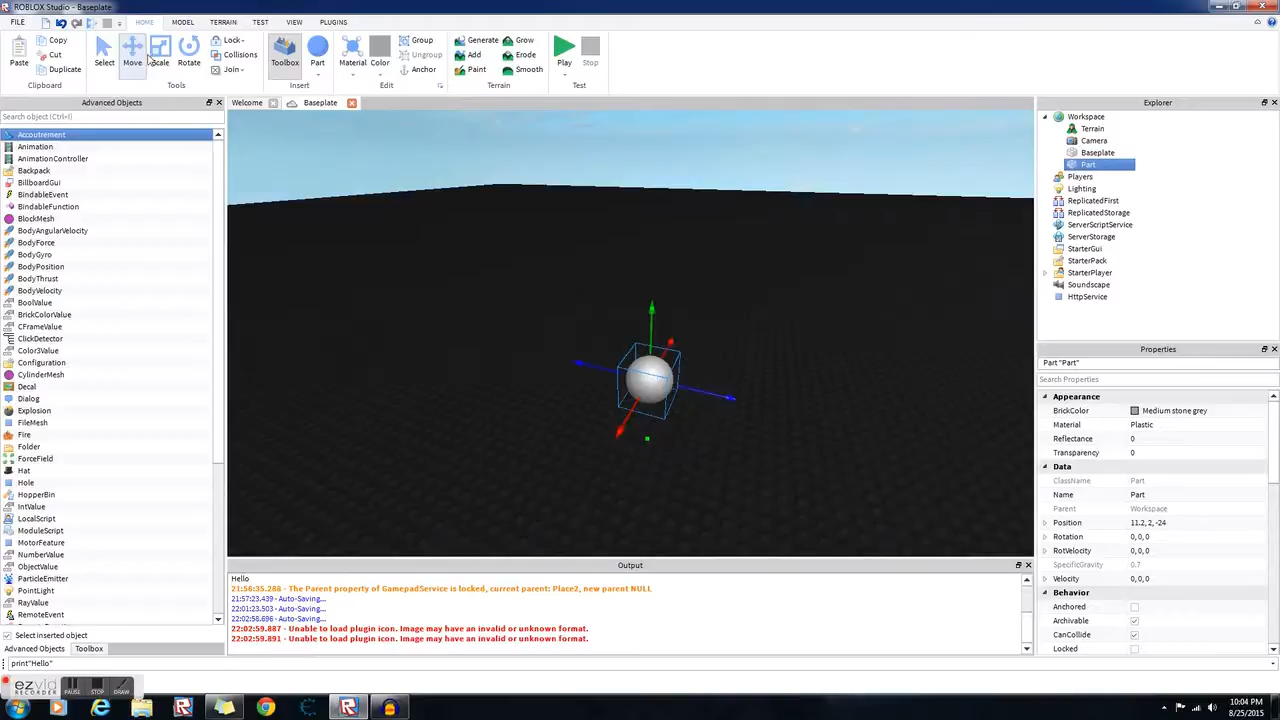 ROBLOX Studio - Baseplate
FILE HOME MODEL TERRAIN TEST VIEW PLUGINS
Paste Copy Cut Duplicate Select Move Scale Rotate Lock Collisions Join Toolbox Part Material Color Group Ungroup Anchor Generate Add Paint Grow Erode Smooth Play Stop
Clipboard Tools Insert Edit Terrain Test
Advanced Objects
Search object (Ctrl+I)
Accoutrement
Animation
AnimationController
Backpack
BillboardGui
BindableEvent
BindableFunction
BlockMesh
BodyAngularVelocity
BodyForce
BodyGyro
BodyPosition
BodyThrust
BodyVelocity
BoolValue
BrickColorValue
CFrameValue
ClickDetector
Color3Value
Configuration
CylinderMesh
Decal
Dialog
Explosion
FileMesh
Fire
Folder
ForceField
Hat
Hole
HopperBin
IntValue
LocalScript
ModuleScript
MotorFeature
NumberValue
ObjectValue
ParticleEmitter
PointLight
RayValue
RemoteEvent
Select inserted object
Advanced Objects Toolbox
Welcome Baseplate
Explorer
Workspace
Terrain
Camera
Baseplate
Part
Players
Lighting
ReplicatedFirst
ReplicatedStorage
ServerScriptService
ServerStorage
StarterGui
StarterPack
StarterPlayer
Soundscape
HttpService
Properties
Part "Part"
Search Properties
Appearance
BrickColor Medium stone grey
Material Plastic
Reflectance 0
Transparency 0
Data
ClassName Part
Name Part
Parent Workspace
Position 11.2, 2, -24
Rotation 0, 0, 0
RotVelocity 0, 0, 0
SpecificGravity 0.7
Velocity 0, 0, 0
Behavior
Anchored
Archivable
CanCollide
Locked
Output
Hello
21:56:35.288 - The Parent property of GamepadService is locked, current parent: Place2, new parent NULL
21:57:23.439 - Auto-Saving...
22:01:23.503 - Auto-Saving...
22:02:58.696 - Auto-Saving...
22:02:59.887 - Unable to load plugin icon. Image may have an invalid or unknown format.
22:02:59.891 - Unable to load plugin icon. Image may have an invalid or unknown format.
print"Hello"
ezvid
RECORDER
PAUSE STOP DRAW
10:04 PM
8/25/2015